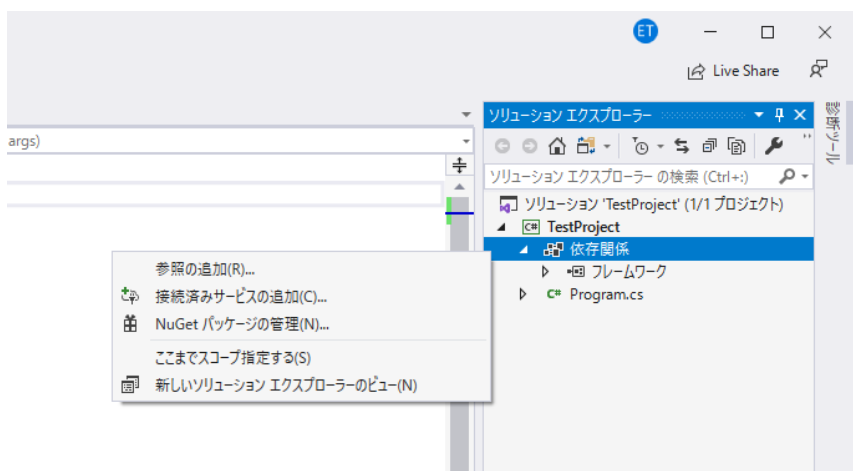 ET
Live Share
ソリューション エクスプローラー
診断ツール
args)
ソリューション エクスプローラー の検索 (Ctrl+:)
ソリューション 'TestProject' (1/1 プロジェクト)
C# TestProject
依存関係
フレームワーク
C# Program.cs
参照の追加(R)...
接続済みサービスの追加(C)...
NuGet パッケージの管理(N)...
ここまでスコープ指定する(S)
新しいソリューション エクスプローラーのビュー(N)